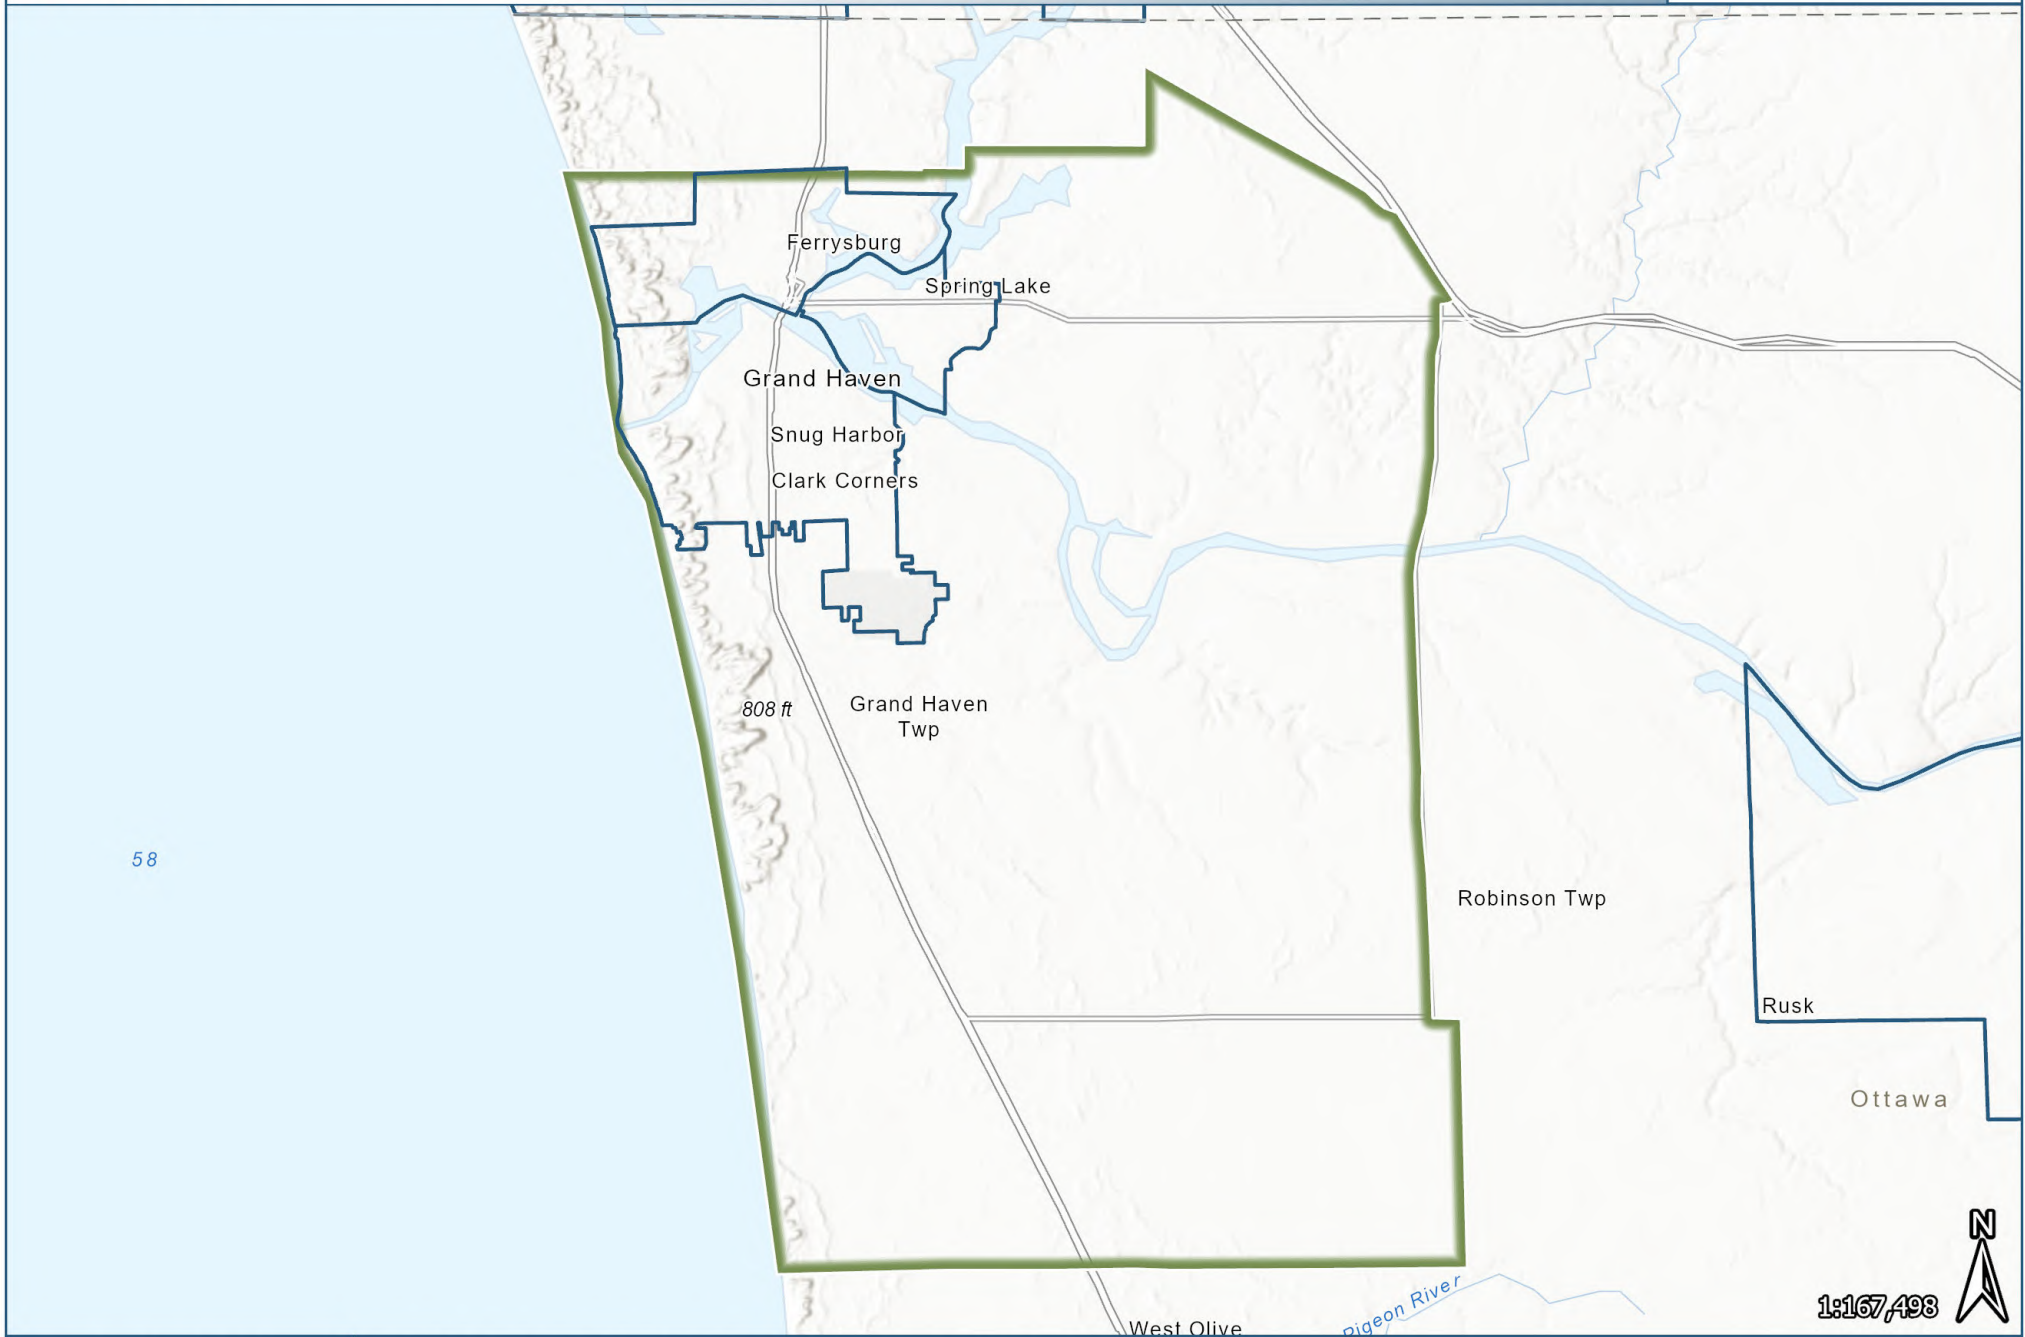 Ferrysburg
Spring Lake
Grand Haven
Snug Harbor
Clark Corners
808 ft
Grand Haven
Twp
58
Robinson Twp
Rusk
Ottawa
N
1:167,498
Pigeon River
West Olive